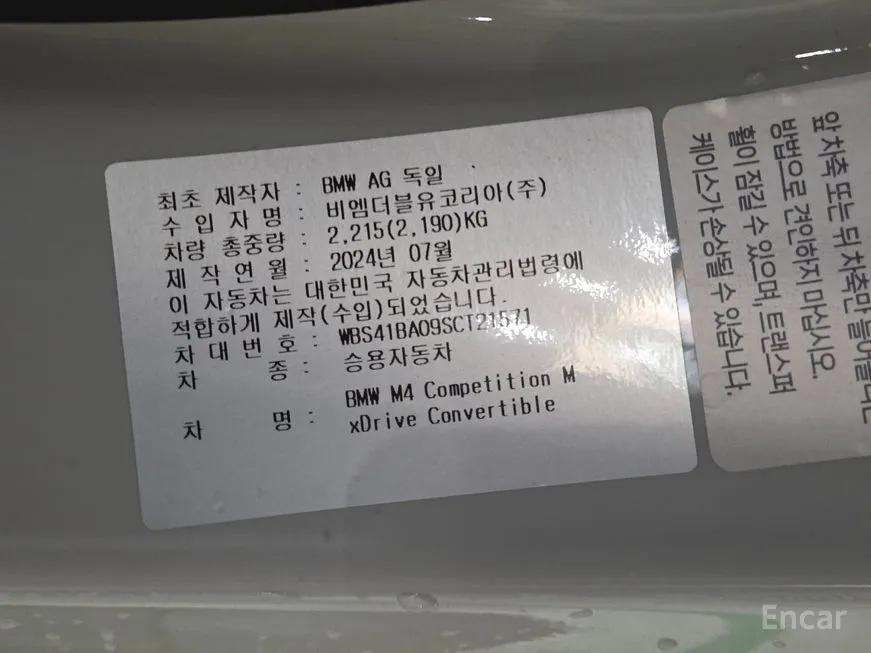 최초 제작자 : BMW AG 독일
수 입 자 명 : 비엠더블유코리아(주)
차량 총중량 : 2,215(2,190)KG
제 작 연 월 : 2024년 07월
이 자동차는 대한민국 자동차관리법령에
적합하게 제작(수입)되었습니다.
차 대 번 호 : WBS41BA09SCT21571
차 종 : 승용자동차
차 명 : BMW M4 Competition M
xDrive Convertible
앞 차축 또는 뒤 차축만 들어올리는
방법으로 견인하지 마십시오.
휠이 잠길 수 있으며, 트랜스퍼
케이스가 손상될 수 있습니다.
Encar